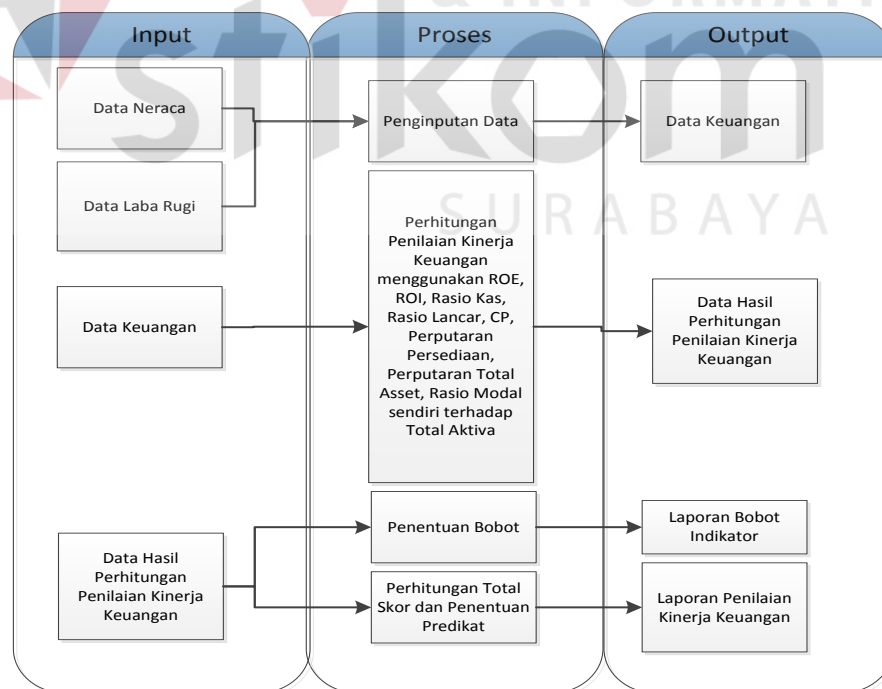 & INFORMATI
stikom
SURABAYA
Input
Proses
Output
Data Neraca
Data Laba Rugi
Penginputan Data
Data Keuangan
Data Keuangan
Perhitungan
Penilaian Kinerja
Keuangan
menggunakan ROE,
ROI, Rasio Kas,
Rasio Lancar, CP,
Perputaran
Persediaan,
Perputaran Total
Asset, Rasio Modal
sendiri terhadap
Total Aktiva
Data Hasil
Perhitungan
Penilaian Kinerja
Keuangan
Data Hasil
Perhitungan
Penilaian Kinerja
Keuangan
Penentuan Bobot
Laporan Bobot
Indikator
Perhitungan Total
Skor dan Penentuan
Predikat
Laporan Penilaian
Kinerja Keuangan